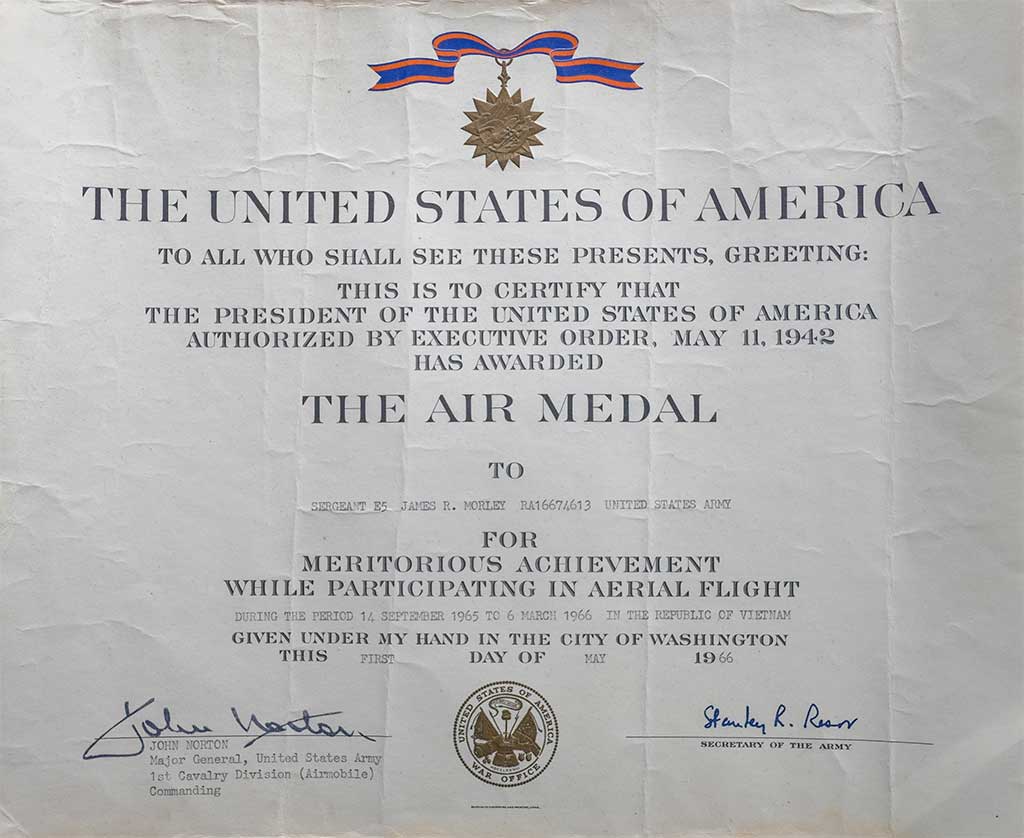 THE UNITED STATES OF AMERICA
TO ALL WHO SHALL SEE THESE PRESENTS, GREETING:
THIS IS TO CERTIFY THAT
THE PRESIDENT OF THE UNITED STATES OF AMERICA
AUTHORIZED BY EXECUTIVE ORDER, MAY 11, 1942
HAS AWARDED
THE AIR MEDAL
TO
SERGEANT E5 JAMES R. MORLEY RA16674613 UNITED STATES ARMY
FOR
MERITORIOUS ACHIEVEMENT
WHILE PARTICIPATING IN AERIAL FLIGHT
DURING THE PERIOD 14 SEPTEMBER 1965 TO 6 MARCH 1966 IN THE REPUBLIC OF VIETNAM
GIVEN UNDER MY HAND IN THE CITY OF WASHINGTON
THIS FIRST DAY OF MAY 1966
John Norton
JOHN NORTON
Major General, United States Army
1st Cavalry Division (Airmobile)
Commanding
UNITED STATES OF AMERICA
WAR OFFICE
Stanley R. Resor
SECRETARY OF THE ARMY